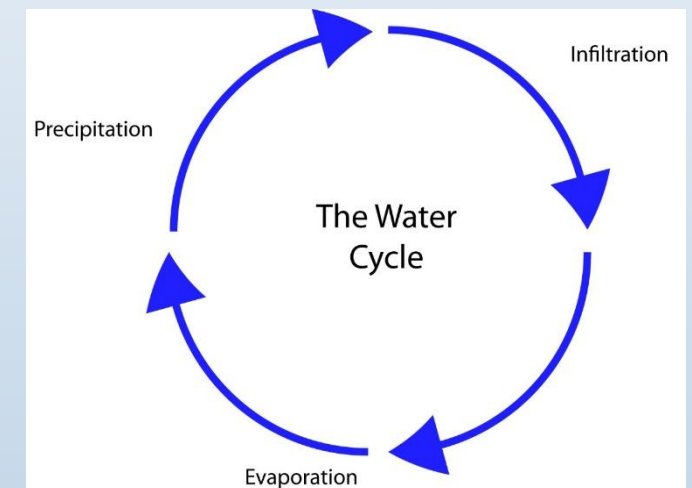 Infiltration
Precipitation
The Water
Cycle
Evaporation